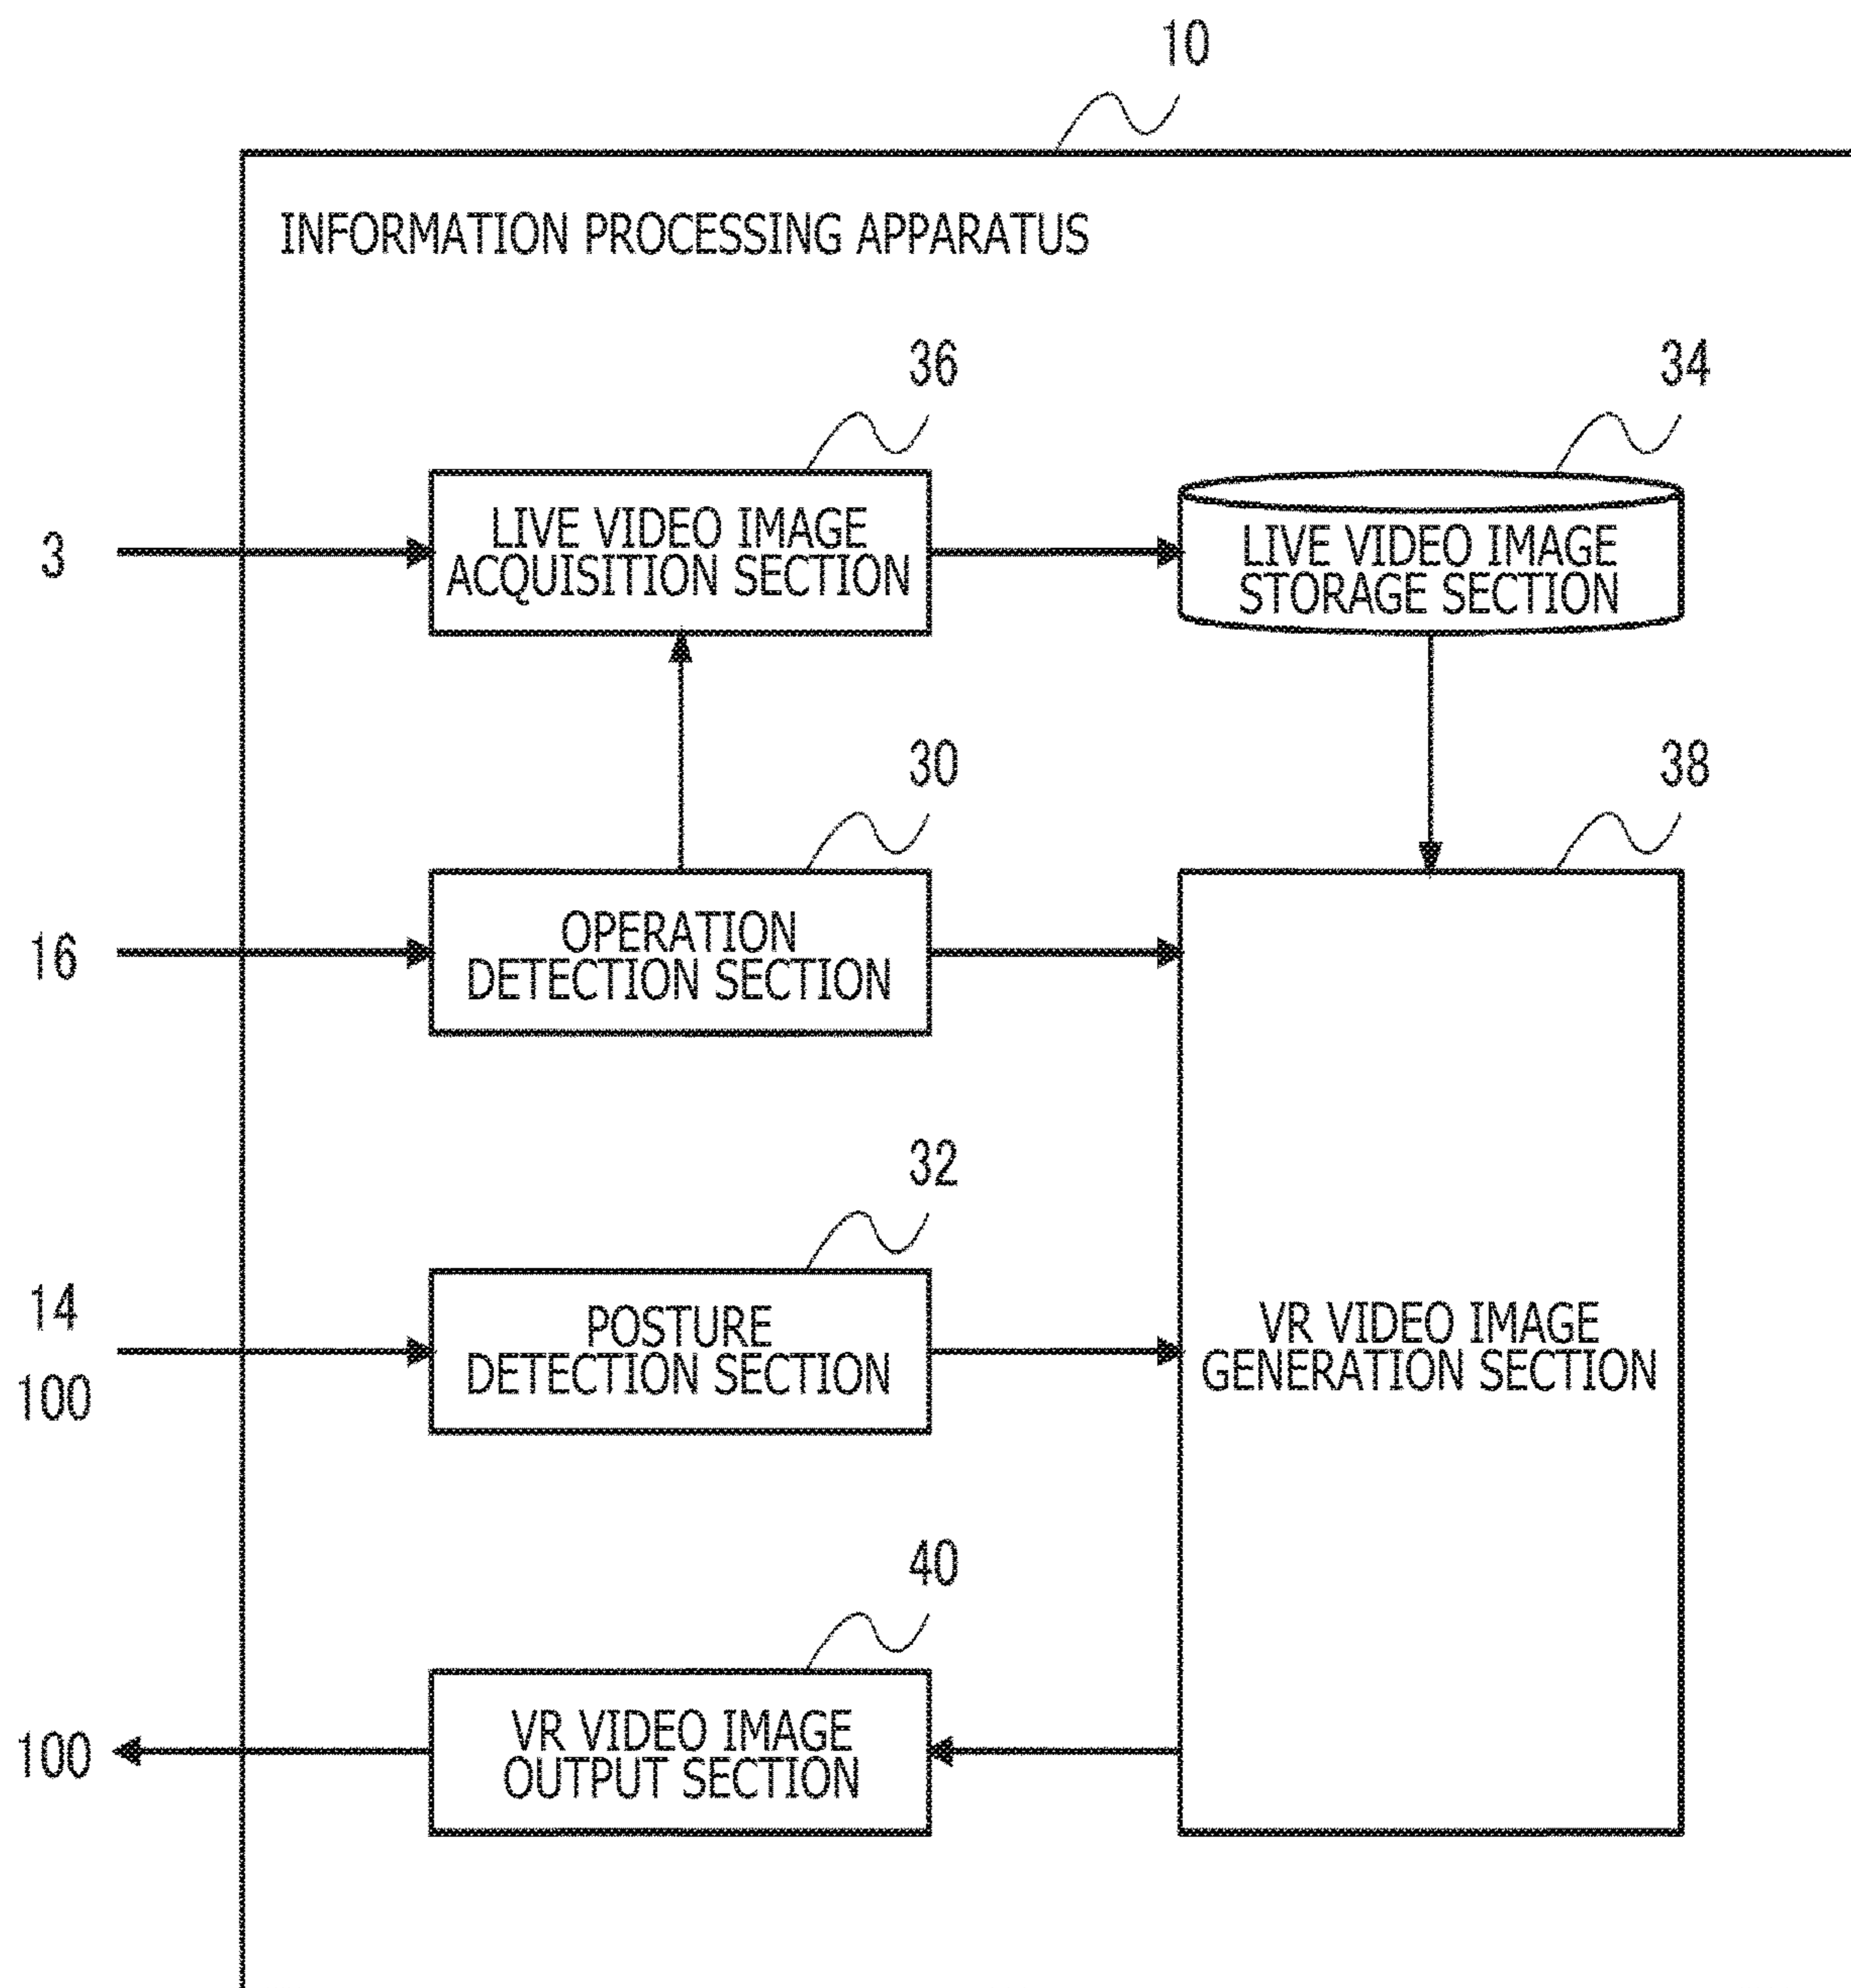 10
INFORMATION PROCESSING APPARATUS
36
34
3
LIVE VIDEO IMAGE
ACQUISITION SECTION
LIVE VIDEO IMAGE
STORAGE SECTION
30
38
16
OPERATION
DETECTION SECTION
32
14
100
POSTURE
DETECTION SECTION
VR VIDEO IMAGE
GENERATION SECTION
40
100
VR VIDEO IMAGE
OUTPUT SECTION